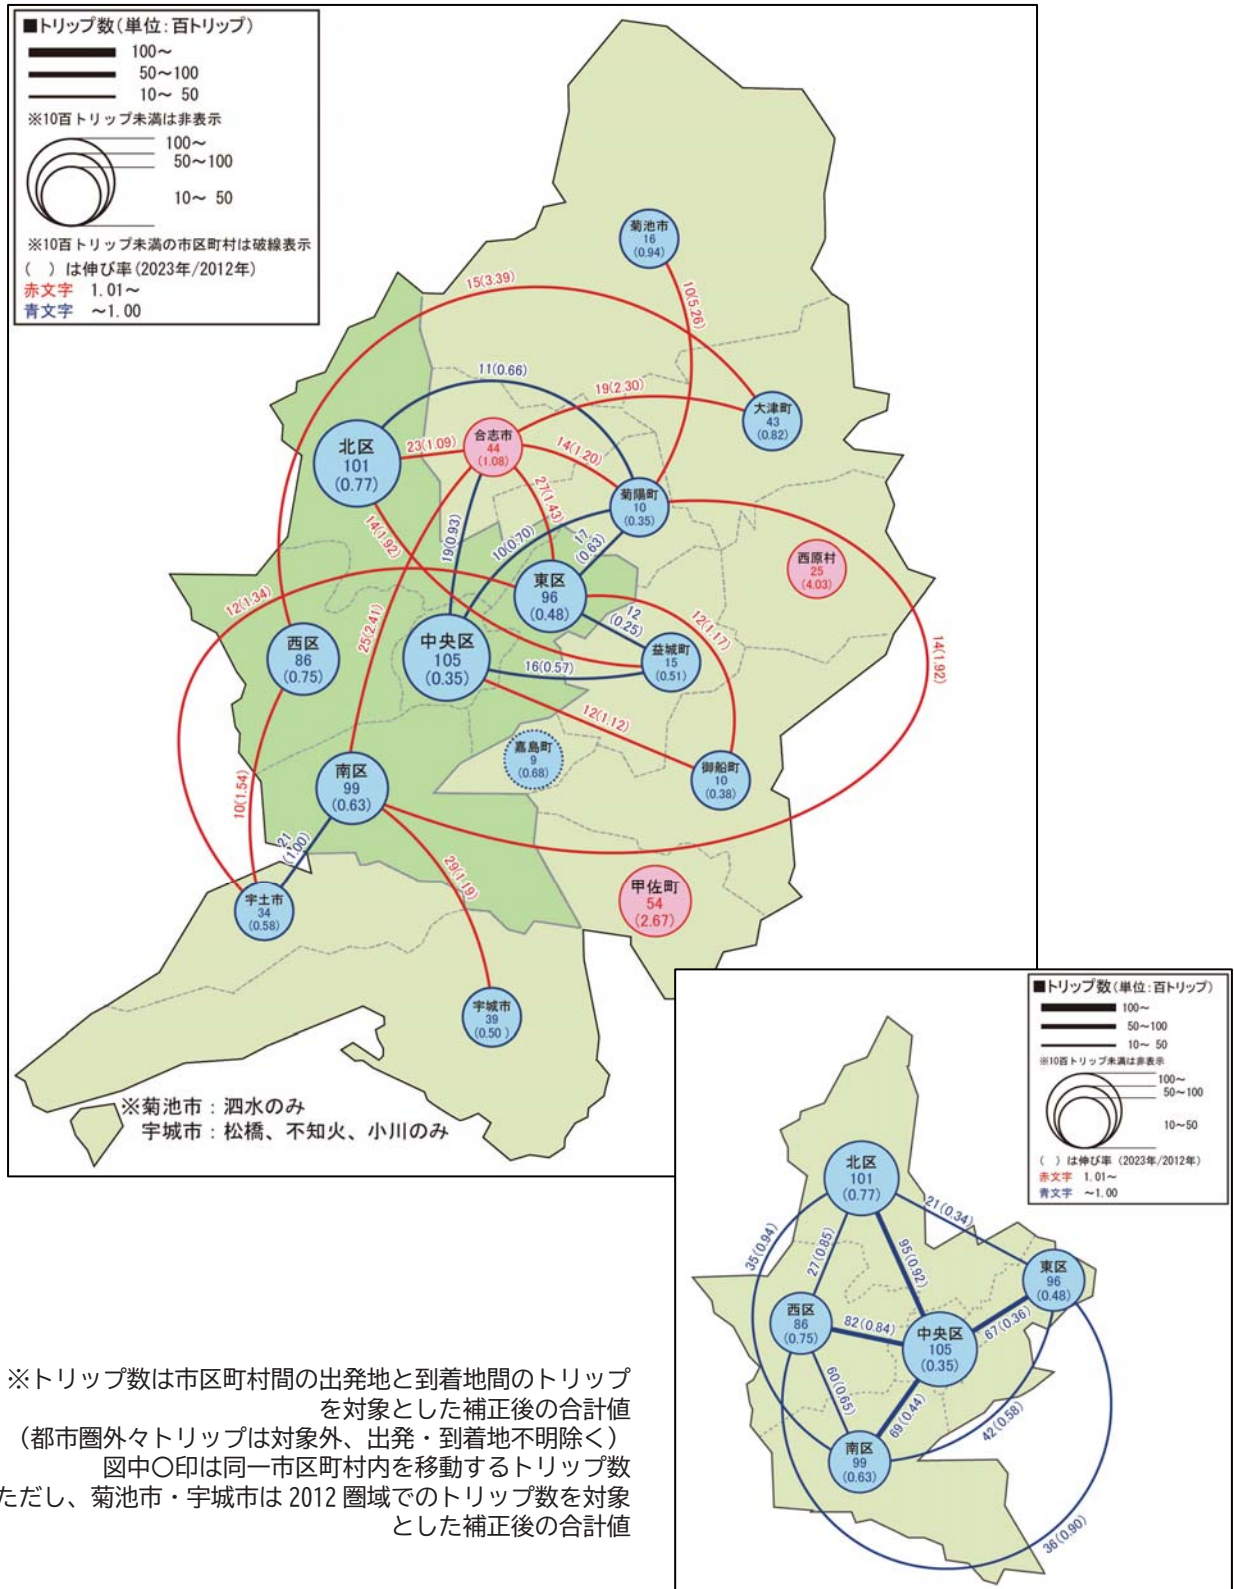 ■トリップ数(単位:百トリップ)
100～
50～100
10～ 50
※10百トリップ未満は非表示
100～
50～100
10～ 50
※10百トリップ未満の市区町村は破線表示
( )は伸び率(2023年/2012年)
赤文字 1.01～
青文字 ～1.00
菊池市
16
(0.94)
15(3.39)
10(5.26)
11(0.66)
19(2.30)
大津町
43
(0.82)
北区
101
(0.77)
23(1.09)
合志市
44
(1.08)
14(1.20)
27(1.43)
菊陽町
10
(0.35)
14(1.92)
19(0.93)
10(0.70)
17
(0.63)
西原村
25
(4.03)
東区
96
(0.48)
12(1.34)
25(2.41)
12
(0.25)
12(1.17)
西区
86
(0.75)
中央区
105
(0.35)
益城町
15
(0.51)
16(0.57)
14(1.92)
12(1.12)
嘉島町
9
(0.68)
御船町
10
(0.38)
南区
99
(0.63)
10(1.54)
21
(1.00)
29(1.19)
甲佐町
54
(2.67)
宇土市
34
(0.58)
宇城市
39
(0.50 )
※菊池市：泗水のみ
宇城市：松橋、不知火、小川のみ
■トリップ数(単位:百トリップ)
100～
50～100
10～ 50
※10百トリップ未満は非表示
100～
50～100
10～50
( )は伸び率 (2023年/2012年)
赤文字 1.01～
青文字 ～1.00
北区
101
(0.77)
21(0.34)
35(0.94)
27(0.85)
95(0.92)
東区
96
(0.48)
西区
86
(0.75)
82(0.84)
中央区
105
(0.35)
67(0.36)
60(0.65)
69(0.44)
42(0.58)
南区
99
(0.63)
36(0.90)
※トリップ数は市区町村間の出発地と到着地間のトリップ
を対象とした補正後の合計値
（都市圏外々トリップは対象外、出発・到着地不明除く）
図中〇印は同一市区町村内を移動するトリップ数
ただし、菊池市・宇城市は 2012 圏域でのトリップ数を対象
とした補正後の合計値